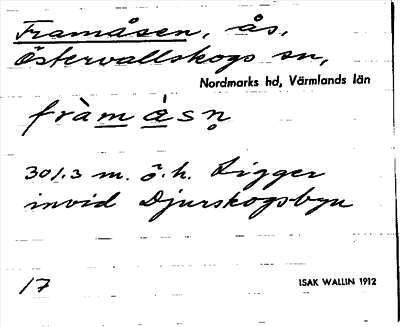 Framåsen, ås,
Östervallskogs sn,
Nordmarks hd, Värmlands län
fràmåsn̥
301.3 m. ö. h. Ligger
invid Djurskogsbyn
17
ISAK WALLIN 1912